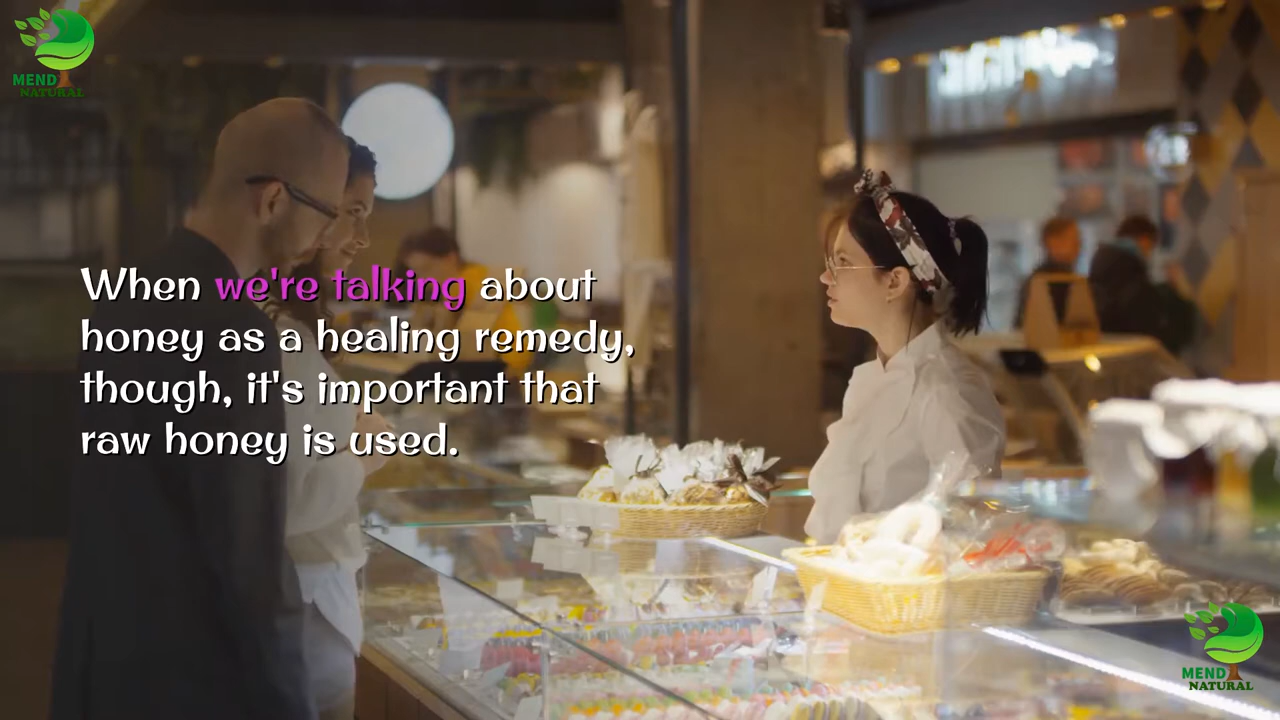 MEND
NATURAL
When we're talking about
honey as a healing remedy,
though, it's important that
raw honey is used.
MEND
NATURAL